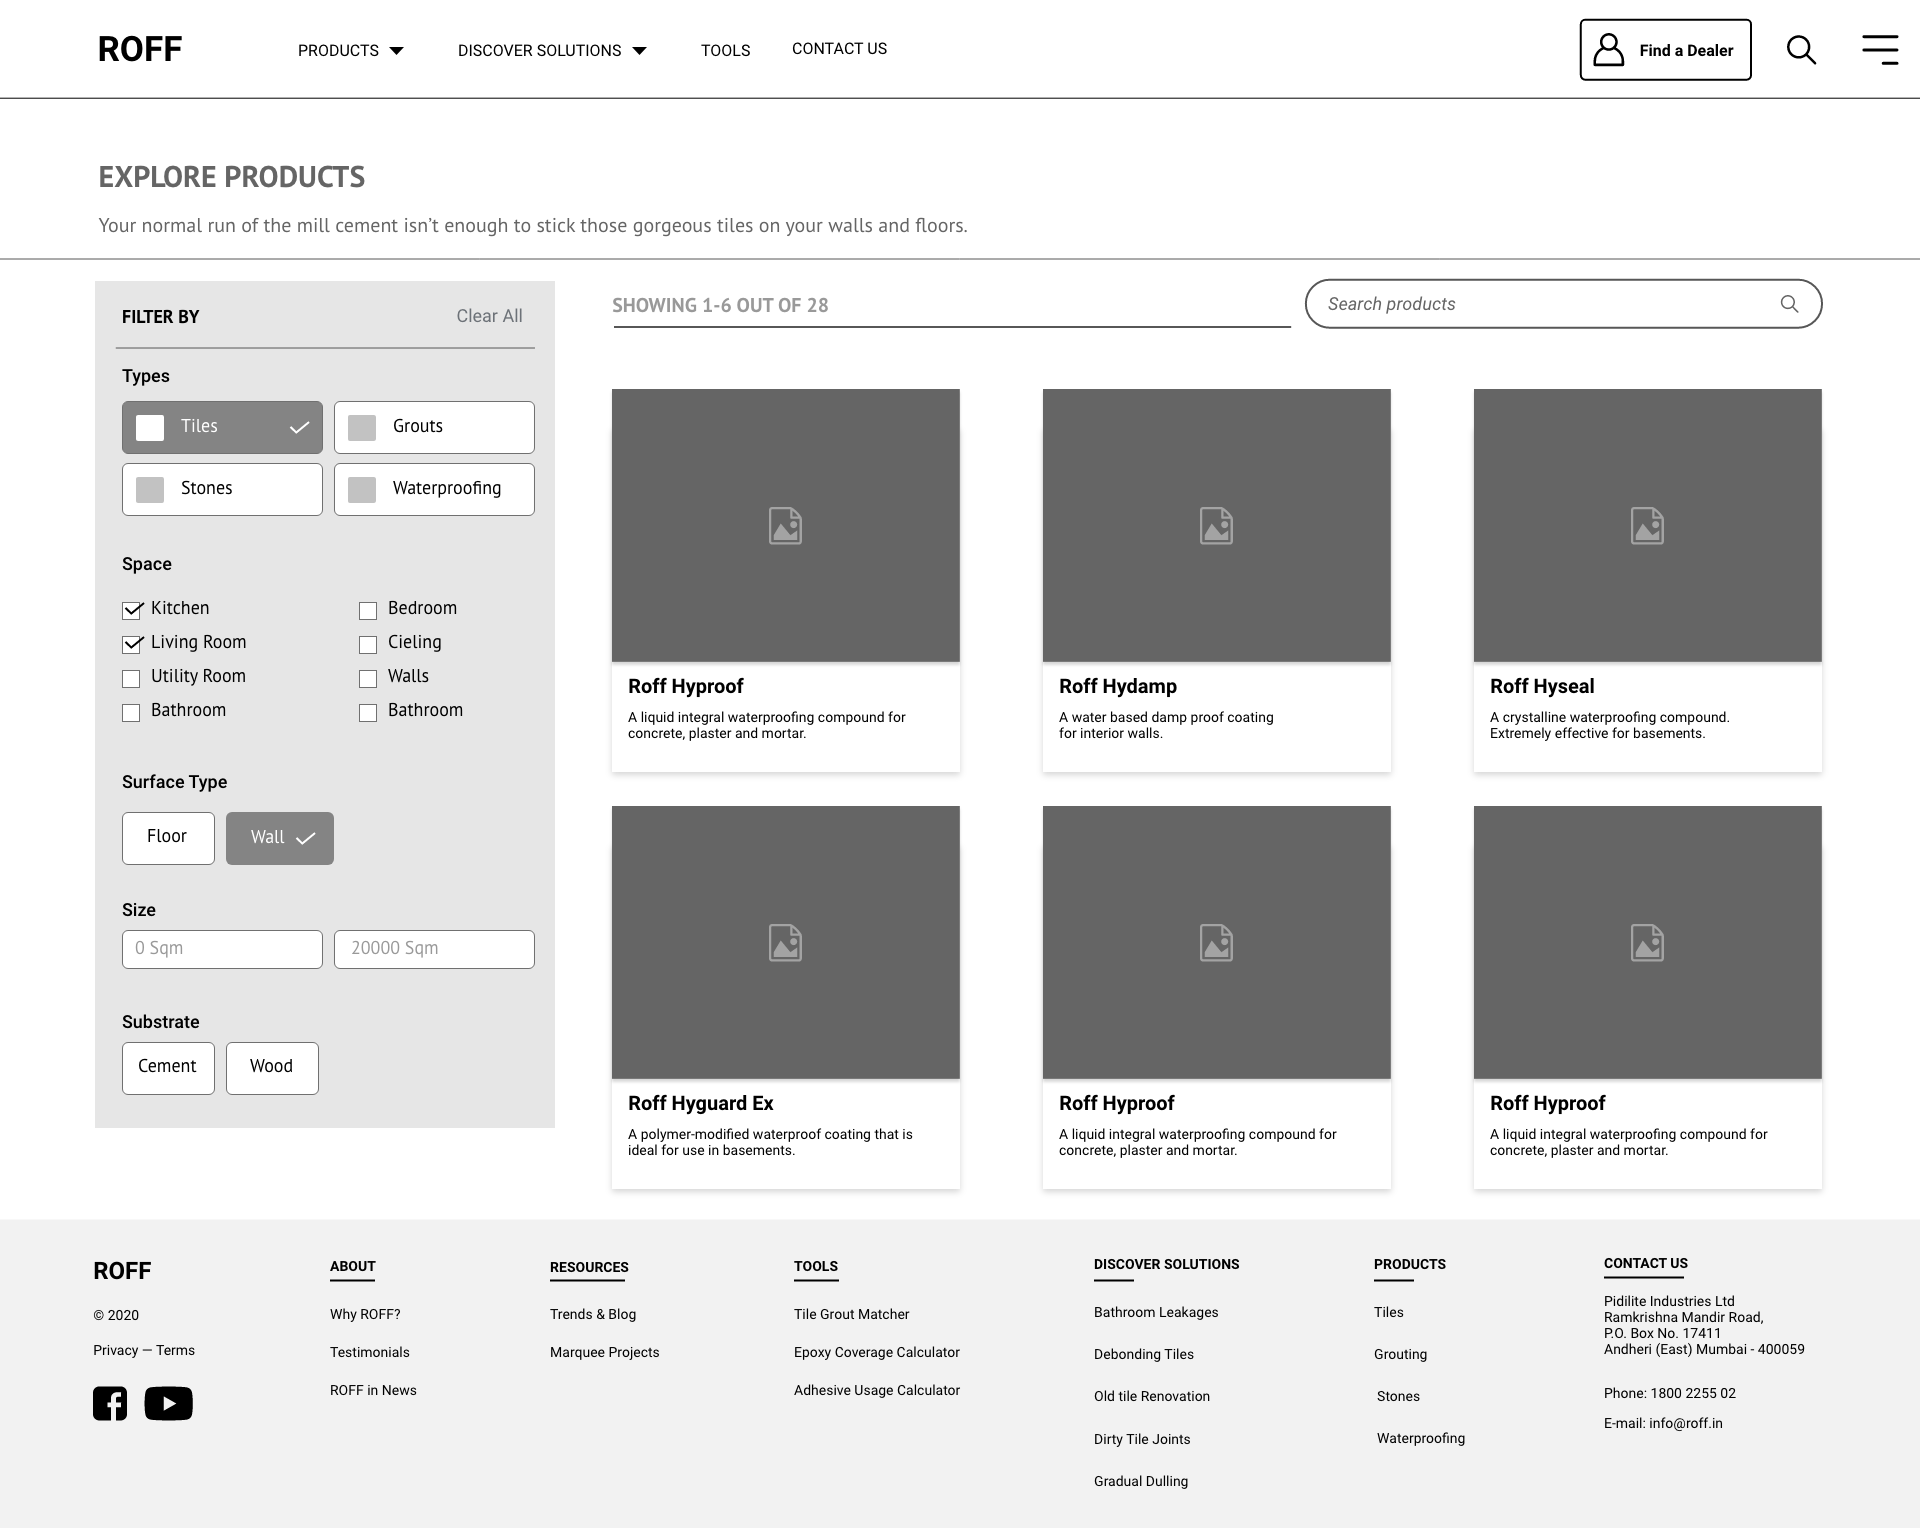 ROFF
PRODUCTS
DISCOVER SOLUTIONS
TOOLS
CONTACT US
Find a Dealer
EXPLORE PRODUCTS
Your normal run of the mill cement isn’t enough to stick those gorgeous tiles on your walls and floors.
FILTER BY
Clear All
Types
Tiles
Grouts
Stones
Waterproofing
Space
Kitchen
Bedroom
Living Room
Cieling
Utility Room
Walls
Bathroom
Bathroom
Surface Type
Floor
Wall
Size
0 Sqm
20000 Sqm
Substrate
Cement
Wood
SHOWING 1-6 OUT OF 28
Search products
Roff Hyproof
A liquid integral waterproofing compound for
concrete, plaster and mortar.
Roff Hydamp
A water based damp proof coating
for interior walls.
Roff Hyseal
A crystalline waterproofing compound.
Extremely effective for basements.
Roff Hyguard Ex
A polymer-modified waterproof coating that is
ideal for use in basements.
Roff Hyproof
A liquid integral waterproofing compound for
concrete, plaster and mortar.
Roff Hyproof
A liquid integral waterproofing compound for
concrete, plaster and mortar.
ROFF
© 2020
Privacy — Terms
ABOUT
Why ROFF?
Testimonials
ROFF in News
RESOURCES
Trends & Blog
Marquee Projects
TOOLS
Tile Grout Matcher
Epoxy Coverage Calculator
Adhesive Usage Calculator
DISCOVER SOLUTIONS
Bathroom Leakages
Debonding Tiles
Old tile Renovation
Dirty Tile Joints
Gradual Dulling
PRODUCTS
Tiles
Grouting
Stones
Waterproofing
CONTACT US
Pidilite Industries Ltd
Ramkrishna Mandir Road,
P.O. Box No. 17411
Andheri (East) Mumbai - 400059
Phone: 1800 2255 02
E-mail: info@roff.in